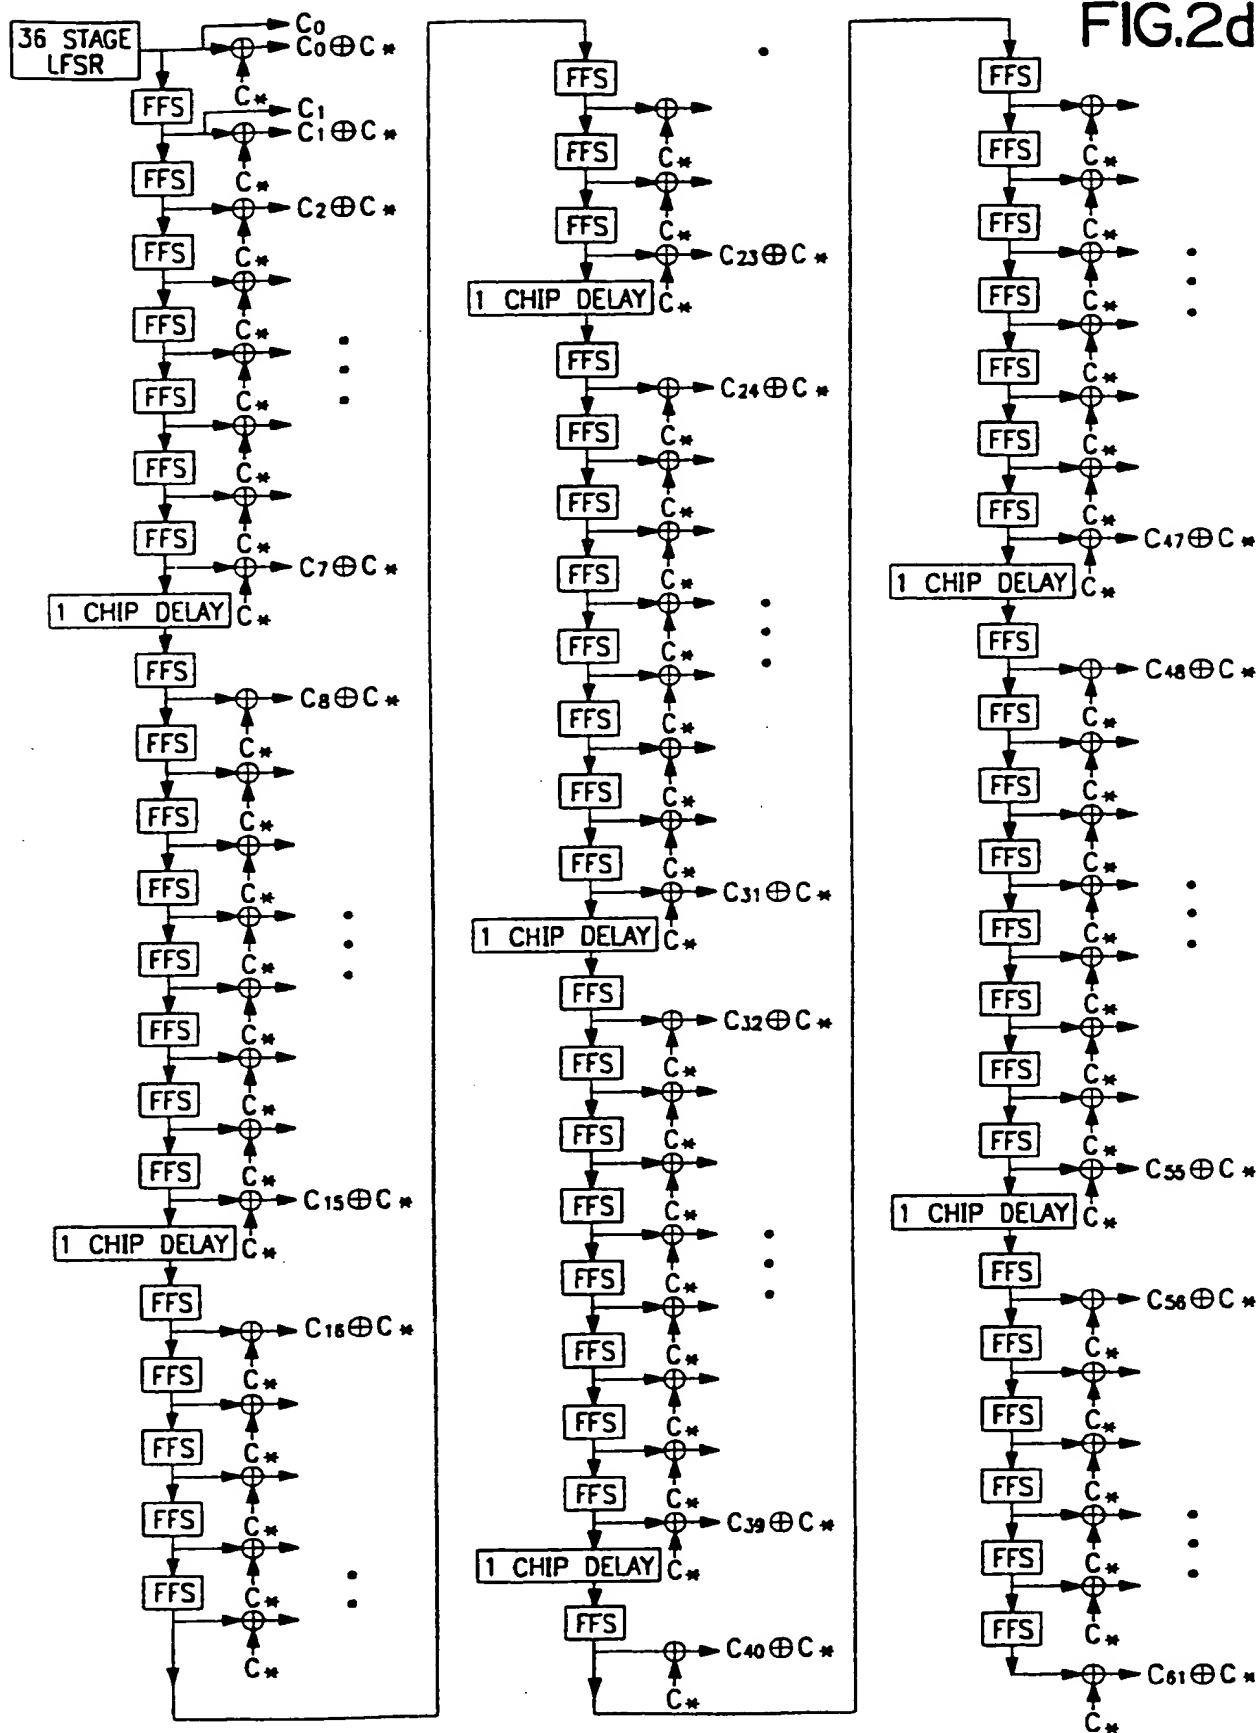 FIG.2d
36 STAGE
LFSR
C0
C0⊕C*
FFS C*
C1
C1⊕C*
FFS C*
C2⊕C*
FFS C*
FFS C*
FFS C*
FFS C*
FFS C*
C7⊕C*
1 CHIP DELAY C*
FFS
C8⊕C*
FFS C*
FFS C*
FFS C*
FFS C*
FFS C*
FFS C*
FFS C*
C15⊕C*
1 CHIP DELAY C*
FFS
C16⊕C*
FFS C*
FFS C*
FFS C*
FFS C*
C*
FFS
FFS C*
FFS C*
C23⊕C*
1 CHIP DELAY C*
FFS
C24⊕C*
FFS C*
FFS C*
FFS C*
FFS C*
FFS C*
FFS C*
FFS C*
C31⊕C*
1 CHIP DELAY C*
FFS
C32⊕C*
FFS C*
FFS C*
FFS C*
FFS C*
FFS C*
FFS C*
FFS C*
C39⊕C*
1 CHIP DELAY C*
FFS
C40⊕C*
C*
FFS
FFS C*
FFS C*
FFS C*
FFS C*
FFS C*
FFS C*
C47⊕C*
1 CHIP DELAY C*
FFS
C48⊕C*
FFS C*
FFS C*
FFS C*
FFS C*
FFS C*
FFS C*
FFS C*
C55⊕C*
1 CHIP DELAY C*
FFS
C56⊕C*
FFS C*
FFS C*
FFS C*
FFS C*
FFS C*
C61⊕C*
C*